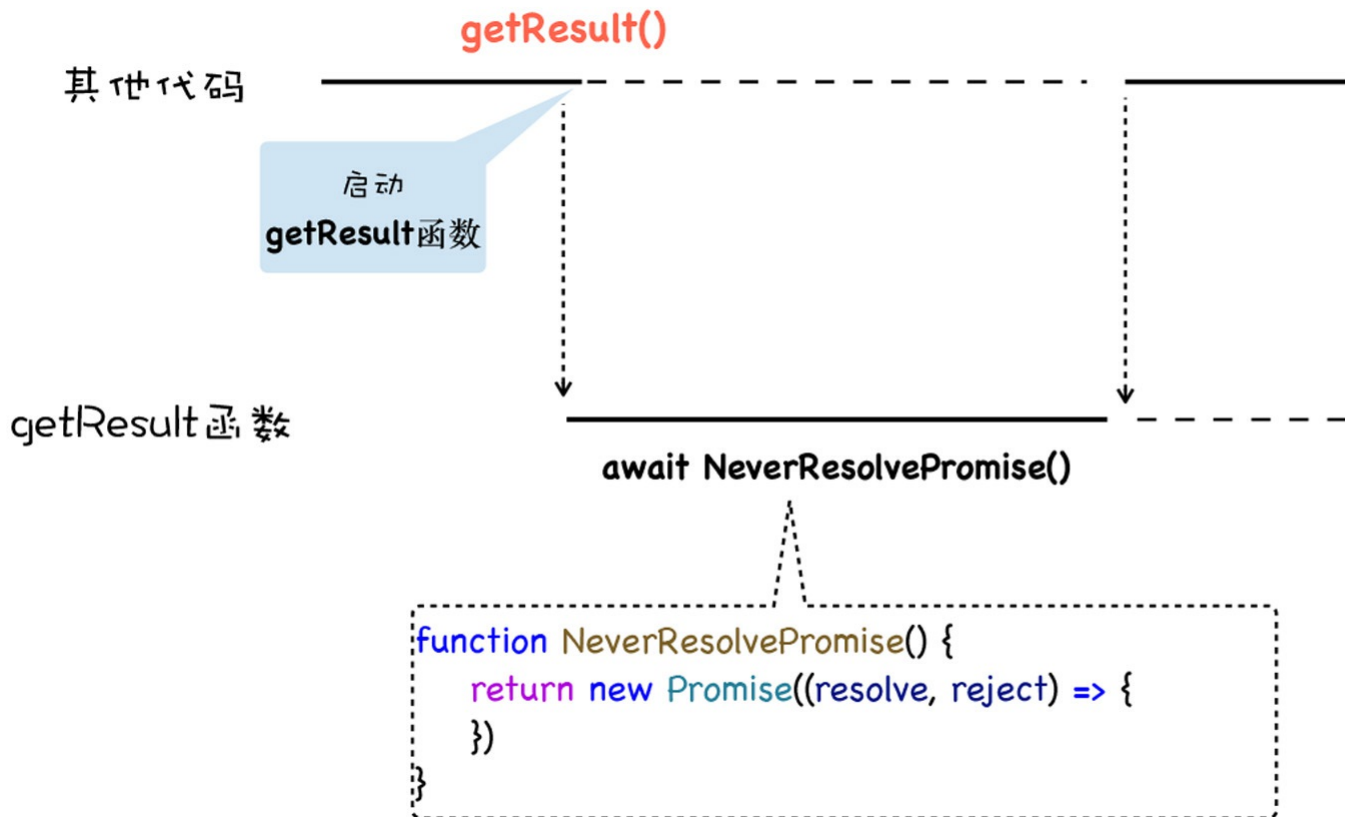 getResult()
其他代码
启动
getResult函数
getResult函数
await NeverResolvePromise()
function NeverResolvePromise() {
return new Promise((resolve, reject) => {
})
}